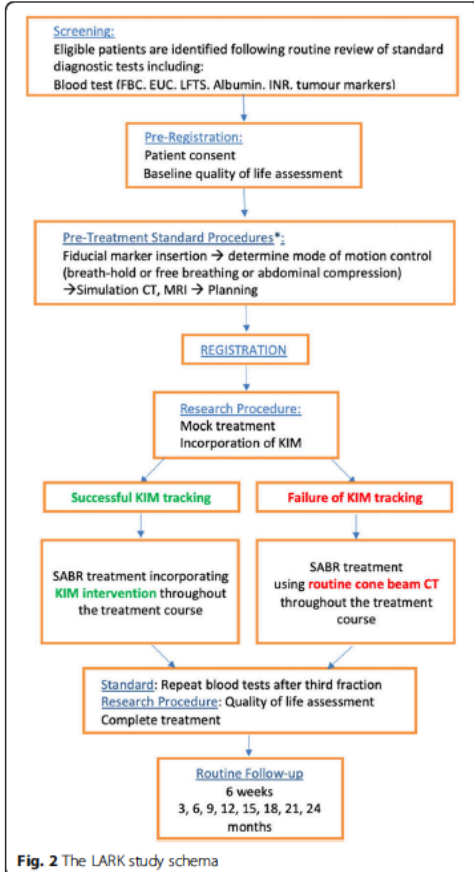 Screening:
Eligible patients are identified following routine review of standard
diagnostic tests including:
Blood test (FBC, EUC, LFTS, Albumin, INR, tumour markers)
Pre-Registration:
Patient consent
Baseline quality of life assessment
Pre-Treatment Standard Procedures*:
Fiducial marker insertion → determine mode of motion control
(breath-hold or free breathing or abdominal compression)
→Simulation CT, MRI → Planning
REGISTRATION
Research Procedure:
Mock treatment
Incorporation of KIM
Successful KIM tracking
Failure of KIM tracking
SABR treatment incorporating
KIM intervention throughout
the treatment course
SABR treatment
using routine cone beam CT
throughout the treatment
course
Standard: Repeat blood tests after third fraction
Research Procedure: Quality of life assessment
Complete treatment
Routine Follow-up
6 weeks
3, 6, 9, 12, 15, 18, 21, 24
months
Fig. 2 The LARK study schema